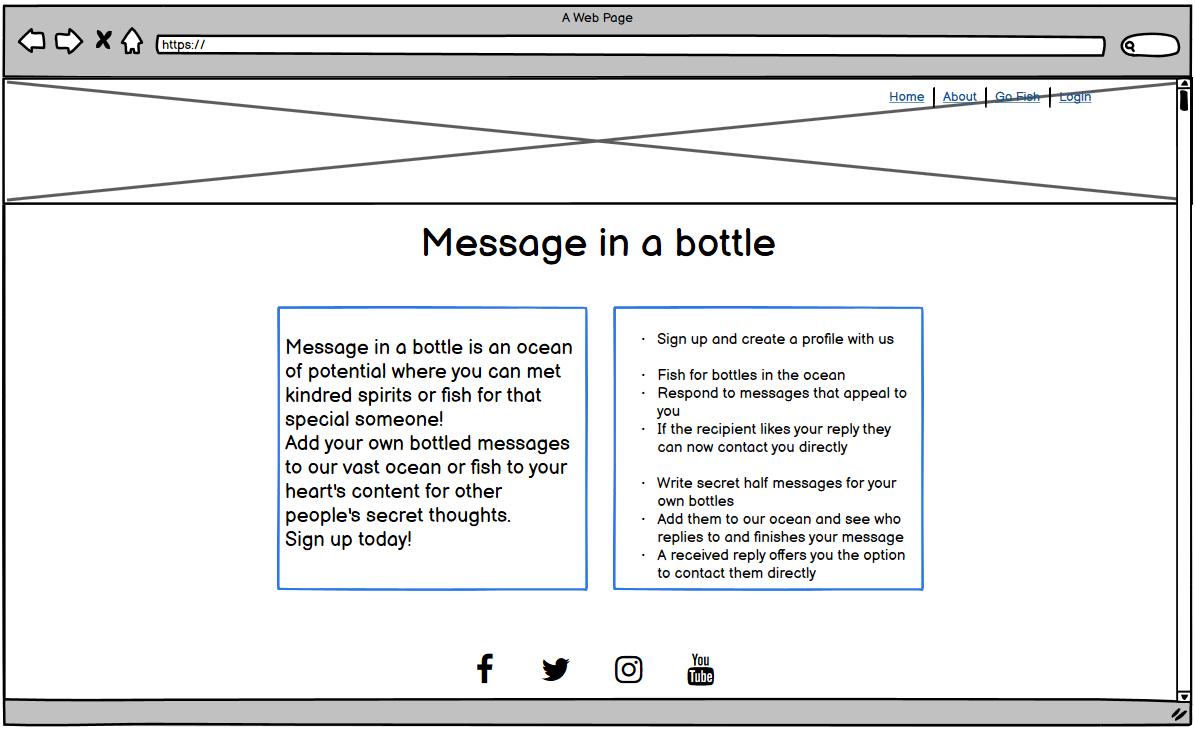 A Web Page
https://
Home
About
Go Fish
Login
Message in a bottle
Message in a bottle is an ocean
of potential where you can met
kindred spirits or fish for that
special someone!
Add your own bottled messages
to our vast ocean or fish to your
heart's content for other
people's secret thoughts.
Sign up today!
· Sign up and create a profile with us
· Fish for bottles in the ocean
· Respond to messages that appeal to
you
· If the recipient likes your reply they
can now contact you directly
· Write secret half messages for your
own bottles
· Add them to our ocean and see who
replies to and finishes your message
· A received reply offers you the option
to contact them directly
You
Tube